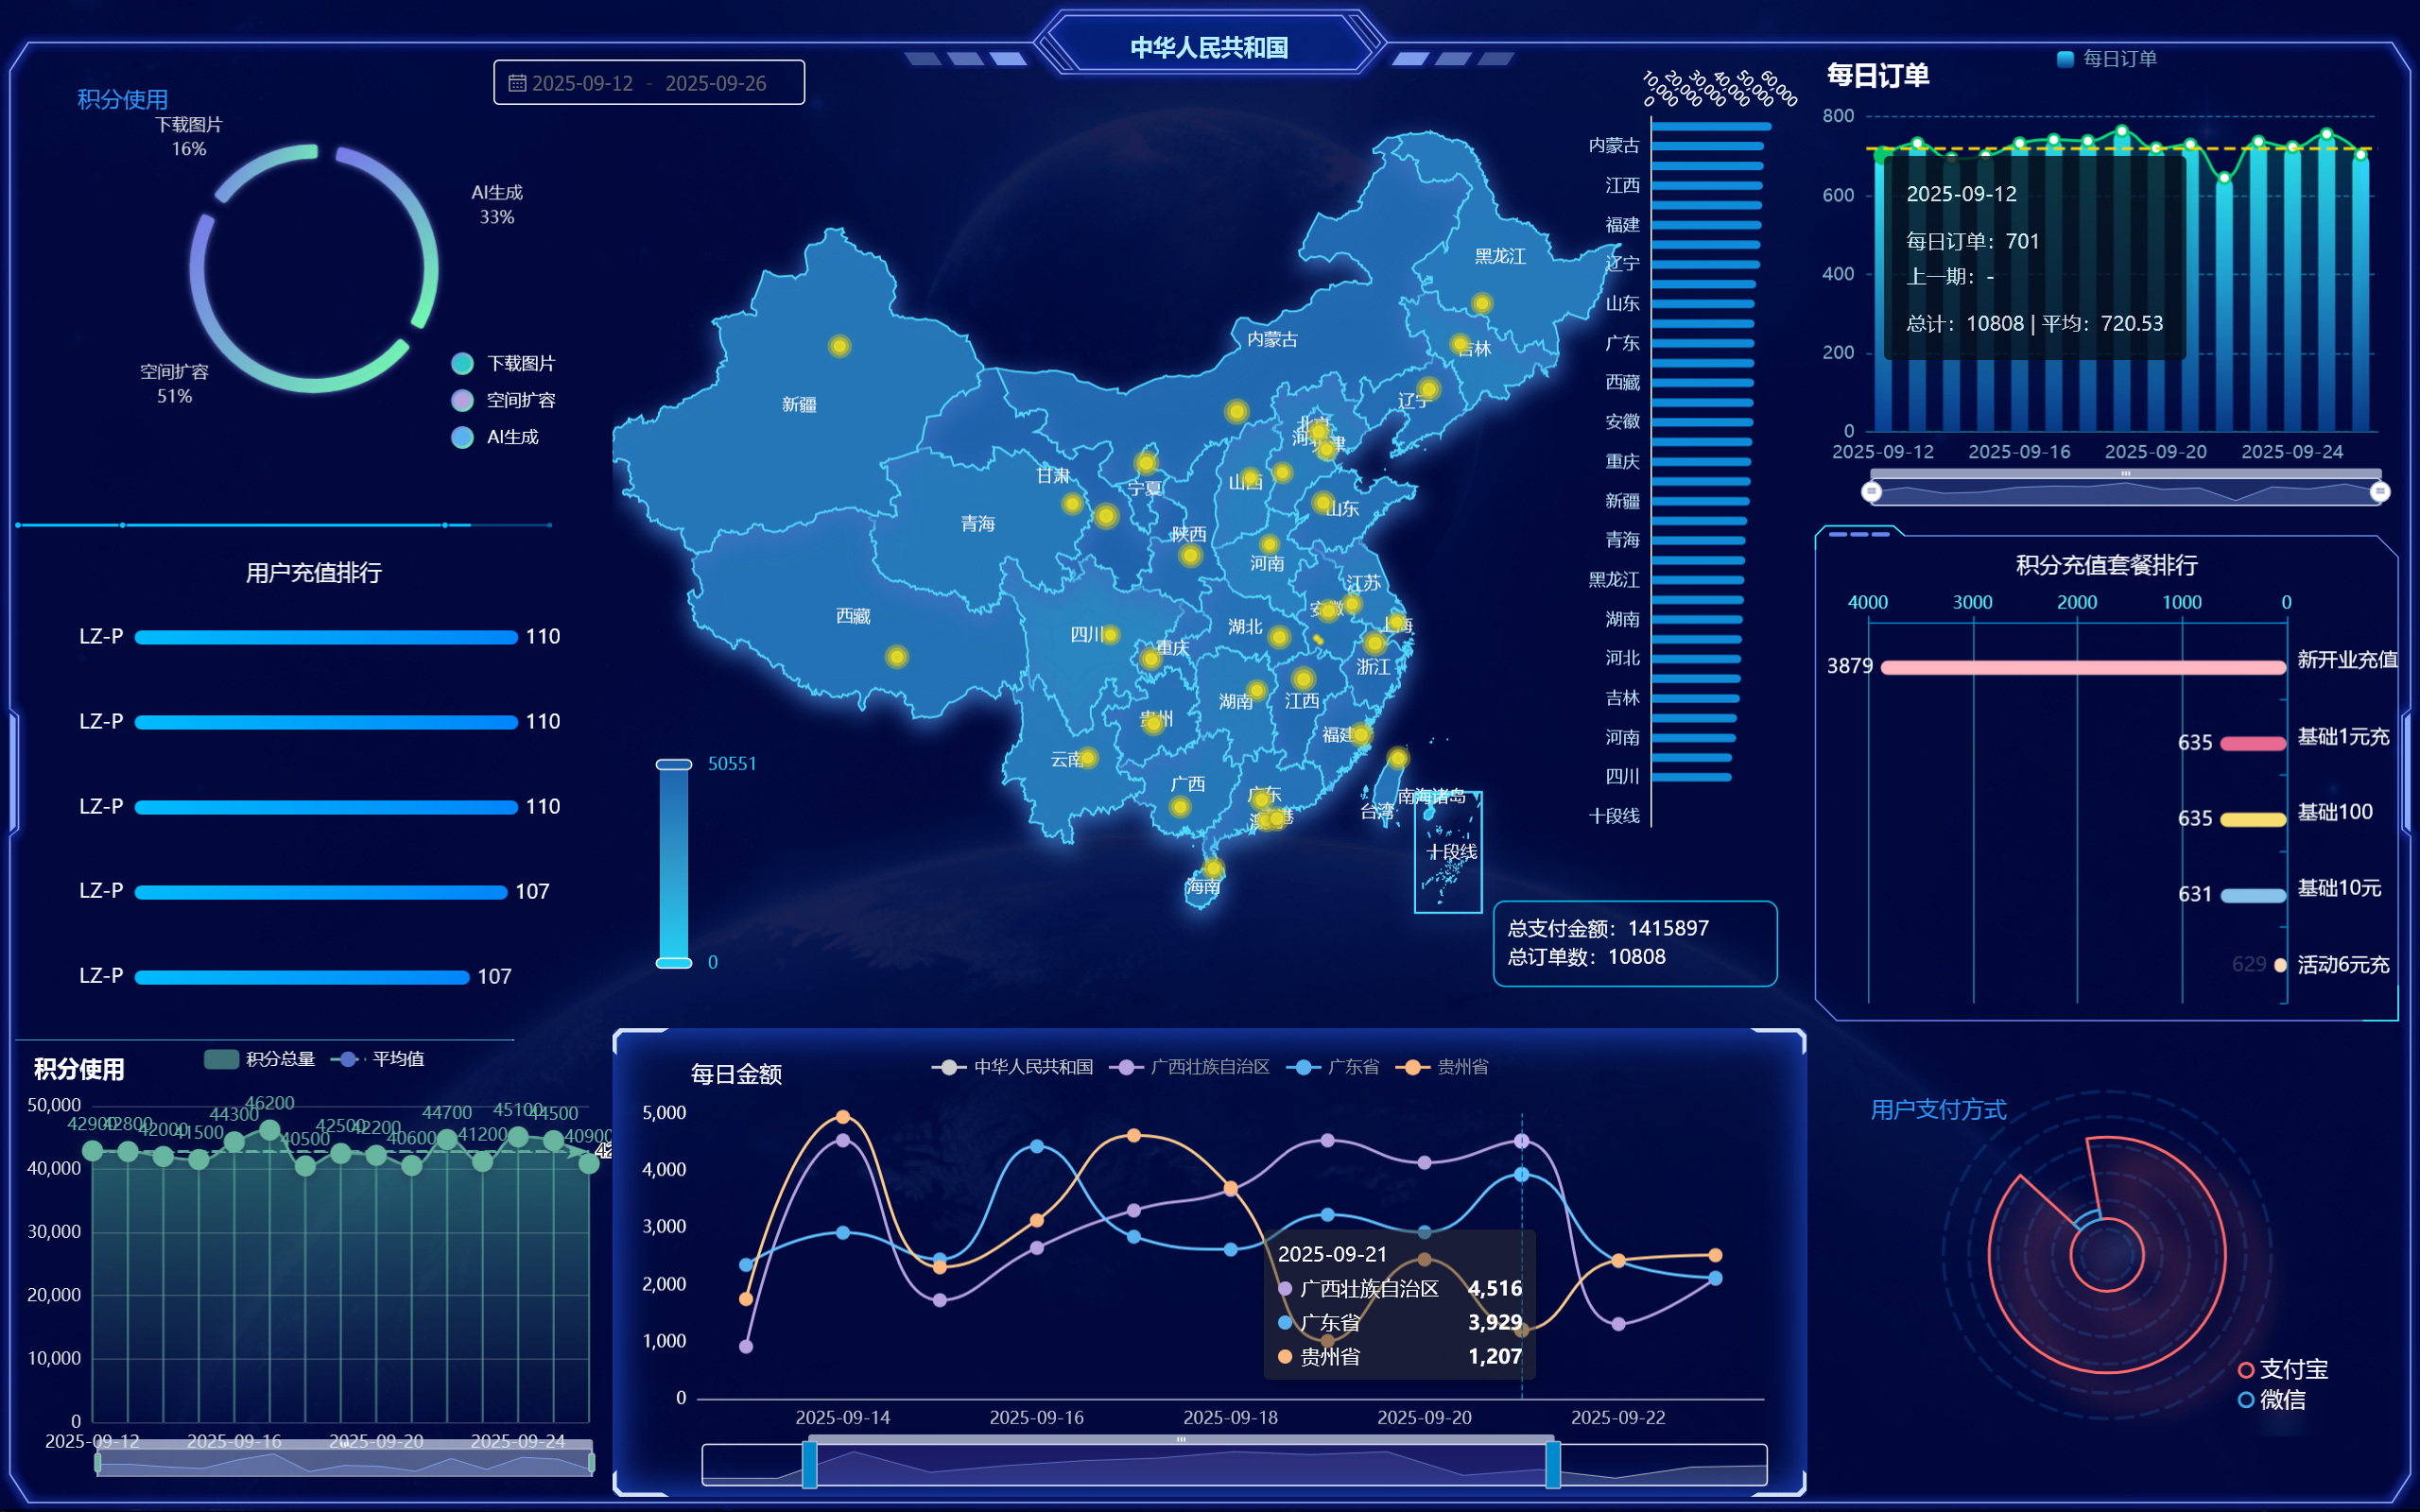 中华人民共和国
积分使用
下载图片
16%
AI生成
33%
空间扩容
51%
下载图片
空间扩容
AI生成
2025-09-12 - 2025-09-26
用户充值排行
LZ-P 110
LZ-P 110
LZ-P 110
LZ-P 107
LZ-P 107
积分使用
积分总量
平均值
50,000
40,000
30,000
20,000
10,000
0
42900
42800
42000
41500
44300
46200
40500
42500
42200
40600
44700
41200
45100
44500
40900
2025-09-12
2025-09-16
2025-09-20
2025-09-24
黑龙江
内蒙古
吉林
辽宁
新疆
甘肃
宁夏
山西
山东
青海
陕西
河南
江苏
安徽
上海
西藏
四川
重庆
湖北
浙江
湖南
江西
贵州
福建
云南
广西
广东
台湾
南海诸岛
十段线
海南
50551
0
0
10,000
20,000
30,000
40,000
50,000
60,000
内蒙古
江西
福建
辽宁
山东
广东
西藏
安徽
重庆
新疆
青海
黑龙江
湖南
河北
吉林
河南
四川
十段线
总支付金额：1415897
总订单数：10808
每日金额
中华人民共和国
广西壮族自治区
广东省
贵州省
5,000
4,000
3,000
2,000
1,000
0
2025-09-21
广西壮族自治区 4,516
广东省 3,929
贵州省 1,207
2025-09-14
2025-09-16
2025-09-18
2025-09-20
2025-09-22
每日订单
每日订单
800
600
400
200
0
2025-09-12
每日订单：701
上一期：-
总计：10808 | 平均：720.53
2025-09-12
2025-09-16
2025-09-20
2025-09-24
积分充值套餐排行
4000
3000
2000
1000
0
3879 新开业充值
635 基础1元充
635 基础100
631 基础10元
629 活动6元充
用户支付方式
支付宝
微信